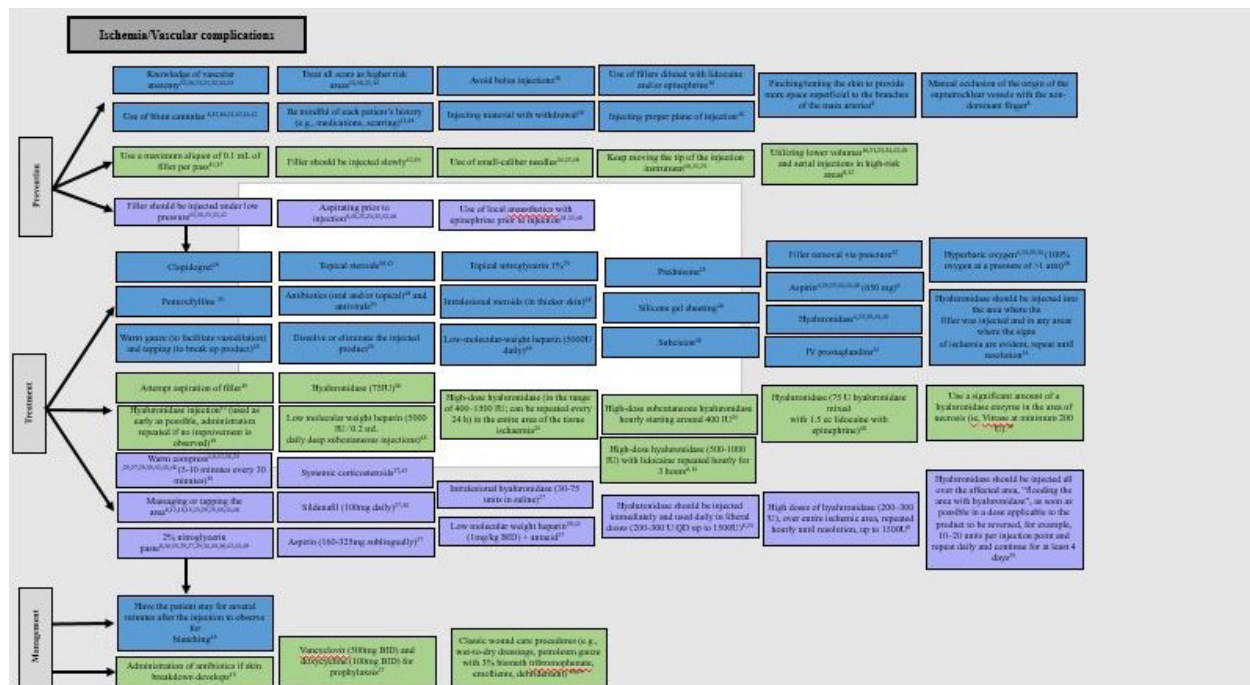 Ischemia/Vascular complications
Prevention
Knowledge of vascular
anatomy
Treat all scars as higher risk
areas
Avoid bolus injections
Use of fillers diluted with lidocaine
and/or epinephrine
Pinching/tenting the skin to provide
more space superficial to the branches
of the main arteries
Manual occlusion of the origin of the
supratrochlear vessels with the non-
dominant finger
Use of blunt cannulae
Be mindful of each patient's history
(e.g., medications, scarring)
Injecting material with withdrawal
Injecting proper plane of injection
Use a maximum aliquot of 0.1 mL of
filler per pass
Filler should be injected slowly
Use of small-caliber needles
Keep moving the tip of the injection
instrument
Utilizing lower volumes
and serial injections in high-risk
areas
Filler should be injected under low
pressure
Aspirating prior to
injection
Use of local anaesthetics with
epinephrine prior to injection
Treatment
Clopidogrel
Topical steroids
Topical nitroglycerin 1%
Prednisone
Filler removal via puncture
Hyperbaric oxygen (100%
oxygen at a pressure of >1 atm)
Pentoxifylline
Antibiotics (oral and/or topical) and
antivirals
Intralesional steroids (in thicker skin)
Silicone gel sheeting
Aspirin (650 mg)
Hyaluronidase
Hyaluronidase should be injected into
the area where the
filler was injected and in any areas
where the signs
of ischemia are evident, repeat until
resolution
Warm gauze (to facilitate vasodilation)
and tapping (to break up product)
Dissolve or eliminate the injected
product
Low-molecular-weight heparin (5000U
daily)
Subcision
IV prostaglandins
Attempt aspiration of filler
Hyaluronidase (75IU)
High-dose hyaluronidase (in the range
of 400–1500 IU; can be repeated every
24 h) in the entire area of the tissue
ischaemia
High-dose subcutaneous hyaluronidase
hourly starting around 400 IU
Hyaluronidase (75 U hyaluronidase
mixed
with 1.5 cc lidocaine with
epinephrine)
Use a significant amount of a
hyaluronidase enzyme in the area of
necrosis (ie, Vitrase at minimum 200
U)
Hyaluronidase injection (used as
early as possible, administration
repeated if no improvement is
observed)
Low molecular weight heparin (5000
IU/0.2 mL
daily deep subcutaneous injections)
High-dose hyaluronidase (500-1000
IU) with lidocaine repeated hourly for
3 hours
Warm compress
(5-10 minutes every 30
minutes)
Systemic corticosteroids
Intralesional hyaluronidase (30-75
units in saline)
Hyaluronidase should be injected
immediately and used daily in liberal
doses (200-300 U QD up to 1500U)
High doses of hyaluronidase (200–300
U), over entire ischemic area, repeated
hourly until resolution, up to 1500U
Hyaluronidase should be injected all
over the affected area, "flooding the
area with hyaluronidase", as soon as
possible in a dose applicable to the
product to be reversed, for example,
10–20 units per injection point and
repeat daily and continue for at least 4
days
Massaging or tapping the
area
Sildenafil (100mg daily)
2% nitroglycerin
paste
Aspirin (160-325mg sublingually)
Low molecular weight heparin
(1mg/kg BID) + antacid
Management
Have the patient stay for several
minutes after the injection to observe
for
blanching
Administration of antibiotics if skin
breakdown develops
Vancyclovir (500mg BID) and
doxycycline (100mg BID) for
prophylaxis
Classic wound care procedures (e.g.,
wet-to-dry dressings, petroleum gauze
with 3% bismuth tribromophenate,
emollients, debridement)